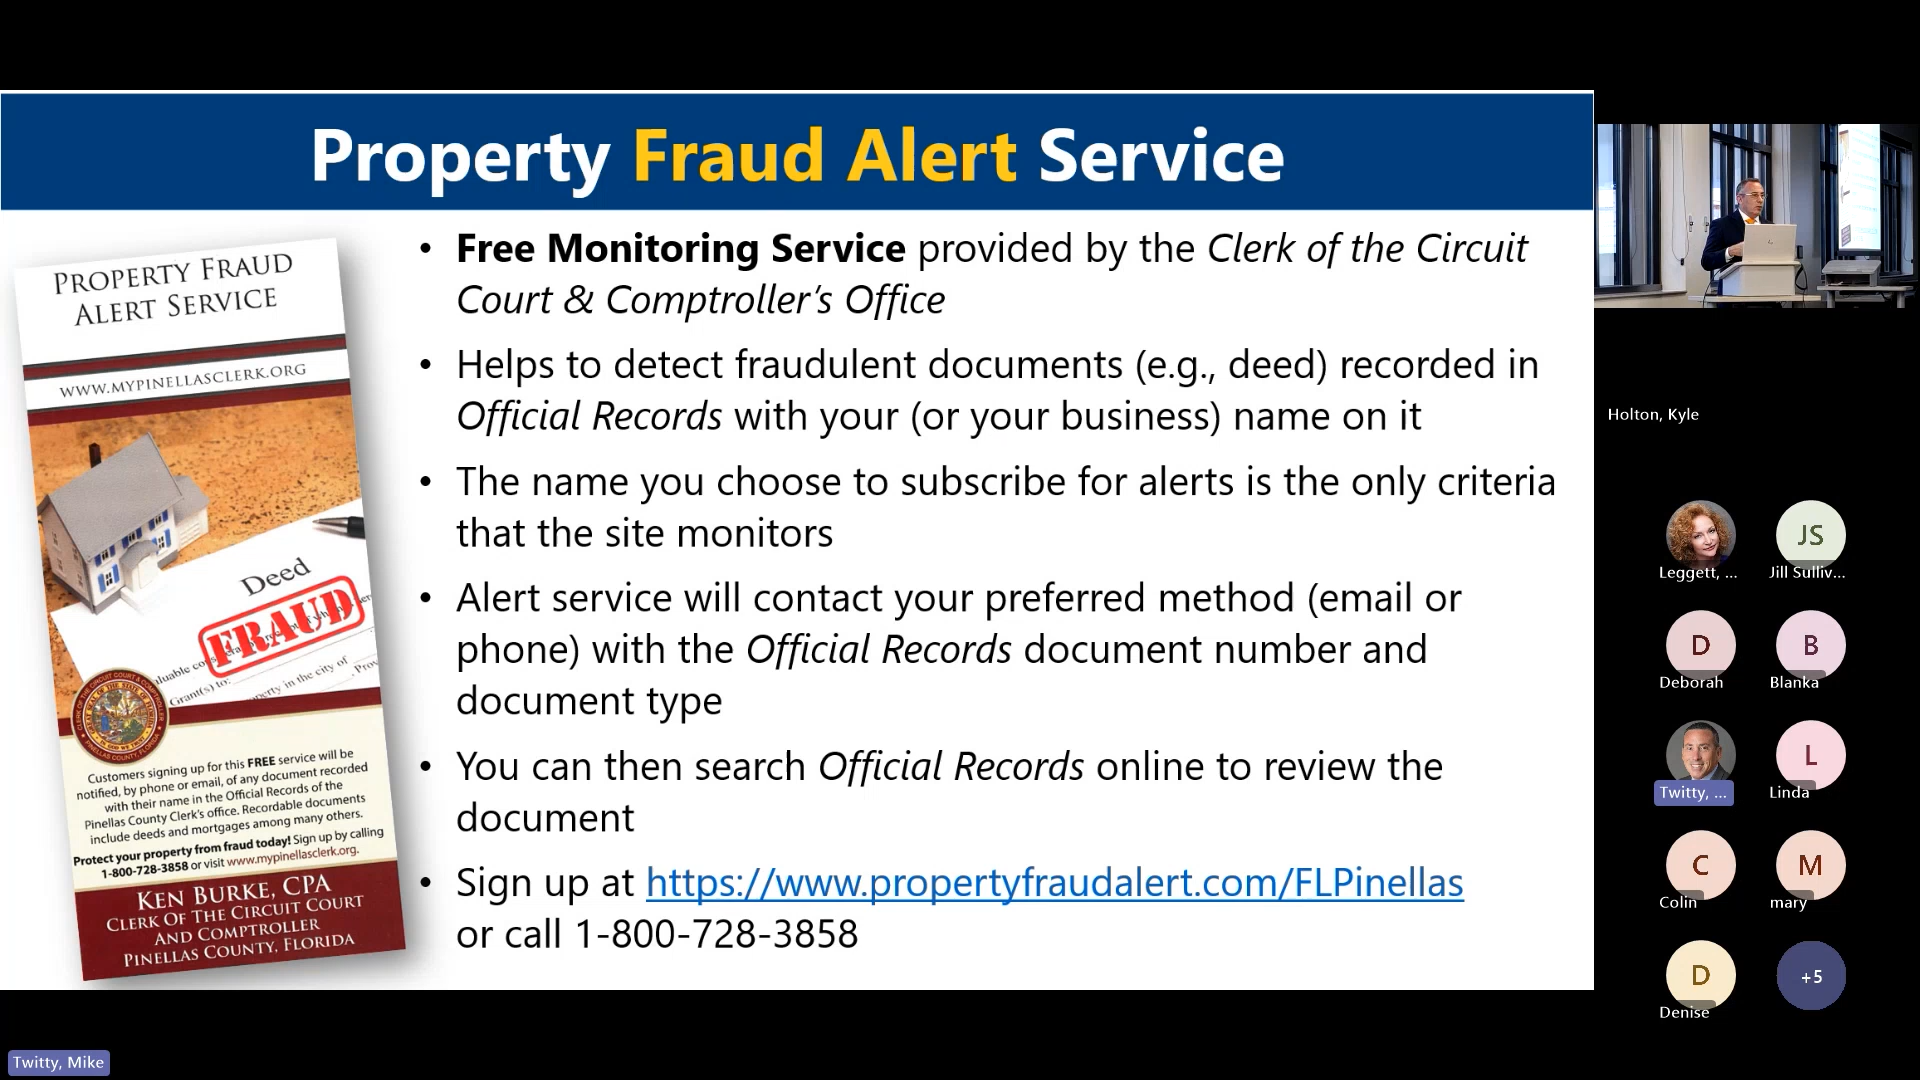 Property Fraud Alert Service
PROPERTY FRAUD
ALERT SERVICE
WWW.MYPINELLASCLERK.ORG
Deed
FRAUD
Grant(s) to:
perty in the city of
Customers signing up for this FREE service will be
notified, by phone or email, of any document recorded
with their name in the Official Records of the
Pinellas County Clerk's office. Recordable documents
include deeds and mortgages among many others.
Protect your property from fraud today! Sign up by calling
1-800-728-3858 or visit www.mypinellasclerk.org.
KEN BURKE, CPA
CLERK OF THE CIRCUIT COURT
AND COMPTROLLER
PINELLAS COUNTY, FLORIDA
• Free Monitoring Service provided by the Clerk of the Circuit
Court & Comptroller’s Office
• Helps to detect fraudulent documents (e.g., deed) recorded in
Official Records with your (or your business) name on it
• The name you choose to subscribe for alerts is the only criteria
that the site monitors
• Alert service will contact your preferred method (email or
phone) with the Official Records document number and
document type
• You can then search Official Records online to review the
document
• Sign up at https://www.propertyfraudalert.com/FLPinellas
or call 1-800-728-3858
Holton, Kyle
Leggett, ...
JS
Jill Sulliv...
D
Deborah
B
Blanka
Twitty, ...
L
Linda
C
Colin
M
mary
D
Denise
+5
Twitty, Mike